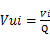 Vui = Vi/Q